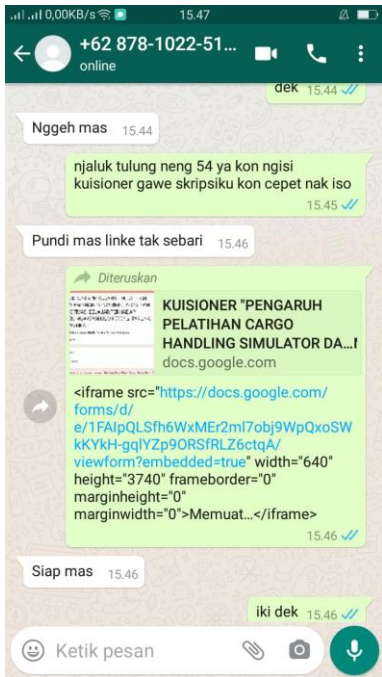 0,00KB/s 15.47
+62 878-1022-51...
online
dek 15.44
Nggeh mas 15.44
njaluk tulung neng 54 ya kon ngisi
kuisioner gawe skripsiku kon cepet nak iso
15.45
Pundi mas linke tak sebari 15.46
Diteruskan
KUISIONER "PENGARUH
PELATIHAN CARGO
HANDLING SIMULATOR DA...
docs.google.com
<iframe src="https://docs.google.com/
forms/d/
e/1FAIpQLSfh6WxMEr2mI7obj9WpQxoSW
kKYkH-gqlYZp9ORSfRLZ6ctqA/
viewform?embedded=true" width="640"
height="3740" frameborder="0"
marginheight="0"
marginwidth="0">Memuat...</iframe>
15.46
Siap mas 15.46
iki dek 15.46
Ketik pesan